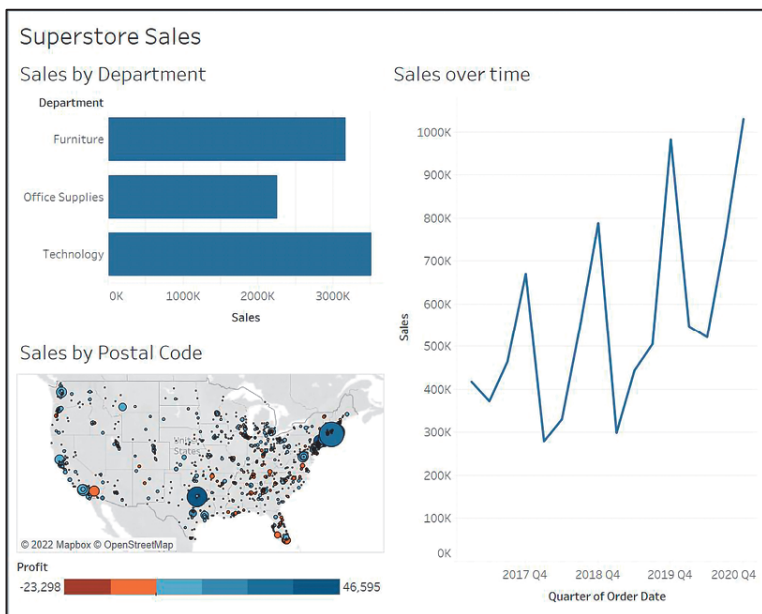 Superstore Sales
Sales by Department
Department
Furniture
Office Supplies
Technology
0K 1000K 2000K 3000K
Sales
Sales by Postal Code
United
States
© 2022 Mapbox © OpenStreetMap
Profit
-23,298 46,595
Sales over time
1000K
900K
800K
700K
600K
500K
400K
300K
200K
100K
0K
Sales
2017 Q4 2018 Q4 2019 Q4 2020 Q4
Quarter of Order Date